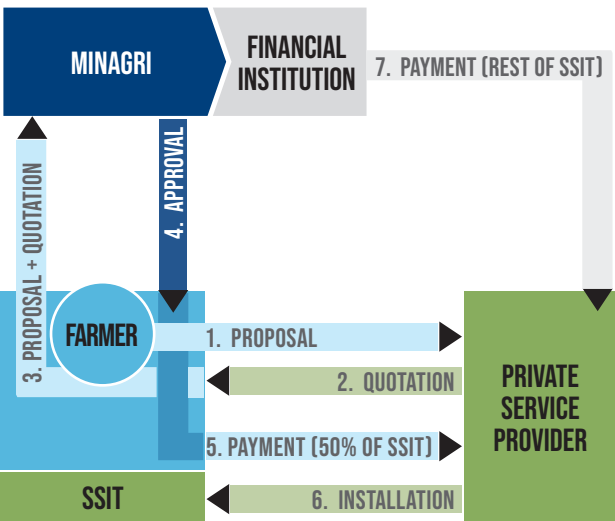 MINAGRI
FINANCIAL
INSTITUTION
7. PAYMENT (REST OF SSIT)
3. PROPOSAL + QUOTATION
4. APPROVAL
FARMER
1. PROPOSAL
2. QUOTATION
PRIVATE
SERVICE
PROVIDER
5. PAYMENT (50% OF SSIT)
SSIT
6. INSTALLATION